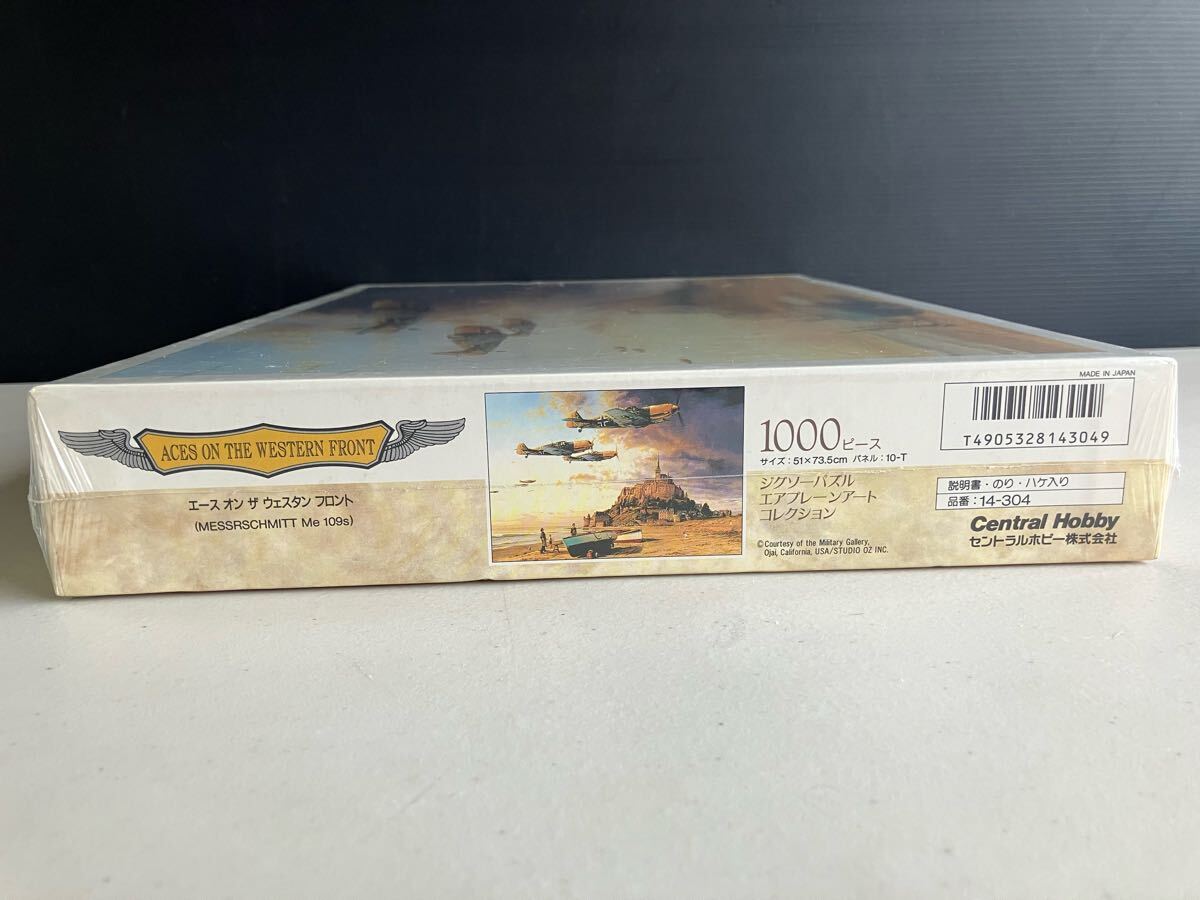 ACES ON THE WESTERN FRONT
エース オン ザ ウェスタン フロント
(MESSRSCHMITT Me 109s)
1000ピース
サイズ:51×73.5cm パネル:10-T
ジグソーパズル
エアプレーンアート
コレクション
©Courtesy of the Military Gallery,
Ojai, California, USA/STUDIO OZ INC.
MADE IN JAPAN
T4905328143049
説明書・のり・ハケ入り
品番:14-304
Central Hobby
セントラルホビー株式会社